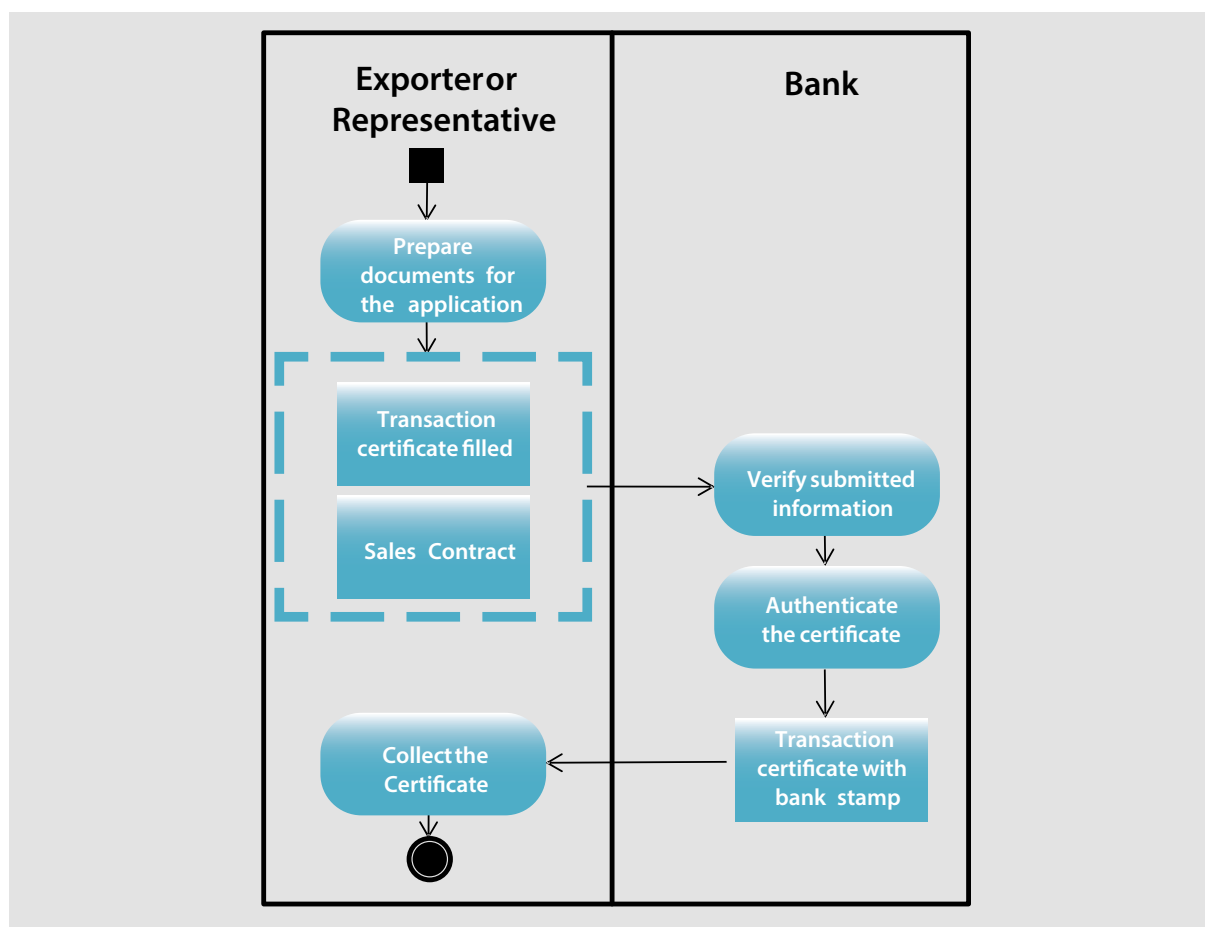 Exporteror
Representative
Bank
Prepare
documents for
the application
Transaction
certificate filled
Sales Contract
Verify submitted
information
Authenticate
the certificate
Transaction
certificate with
bank stamp
Collect the
Certificate